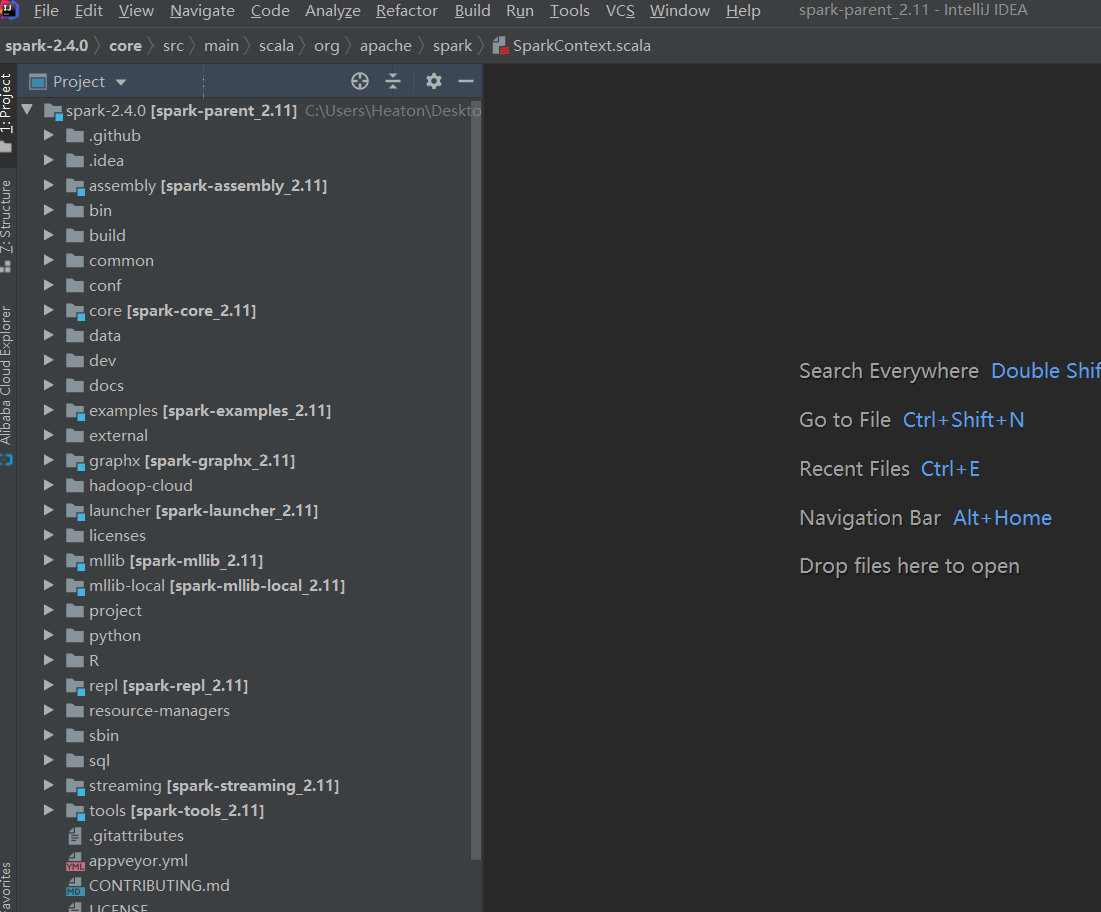 File Edit View Navigate Code Analyze Refactor Build Run Tools VCS Window Help spark-parent_2.11 - IntelliJ IDEA
spark-2.4.0 core src main scala org apache spark SparkContext.scala
Project
1: Project
spark-2.4.0 [spark-parent_2.11] C:\Users\Heaton\Deskto
.github
.idea
assembly [spark-assembly_2.11]
bin
7: Structure
build
common
conf
core [spark-core_2.11]
data
Alibaba Cloud Explorer
dev
docs
examples [spark-examples_2.11]
external
graphx [spark-graphx_2.11]
hadoop-cloud
launcher [spark-launcher_2.11]
licenses
mllib [spark-mllib_2.11]
mllib-local [spark-mllib-local_2.11]
project
python
R
repl [spark-repl_2.11]
resource-managers
sbin
sql
streaming [spark-streaming_2.11]
tools [spark-tools_2.11]
.gitattributes
YML appveyor.yml
MD CONTRIBUTING.md
LICENSE
avorites
Search Everywhere Double Shif
Go to File Ctrl+Shift+N
Recent Files Ctrl+E
Navigation Bar Alt+Home
Drop files here to open